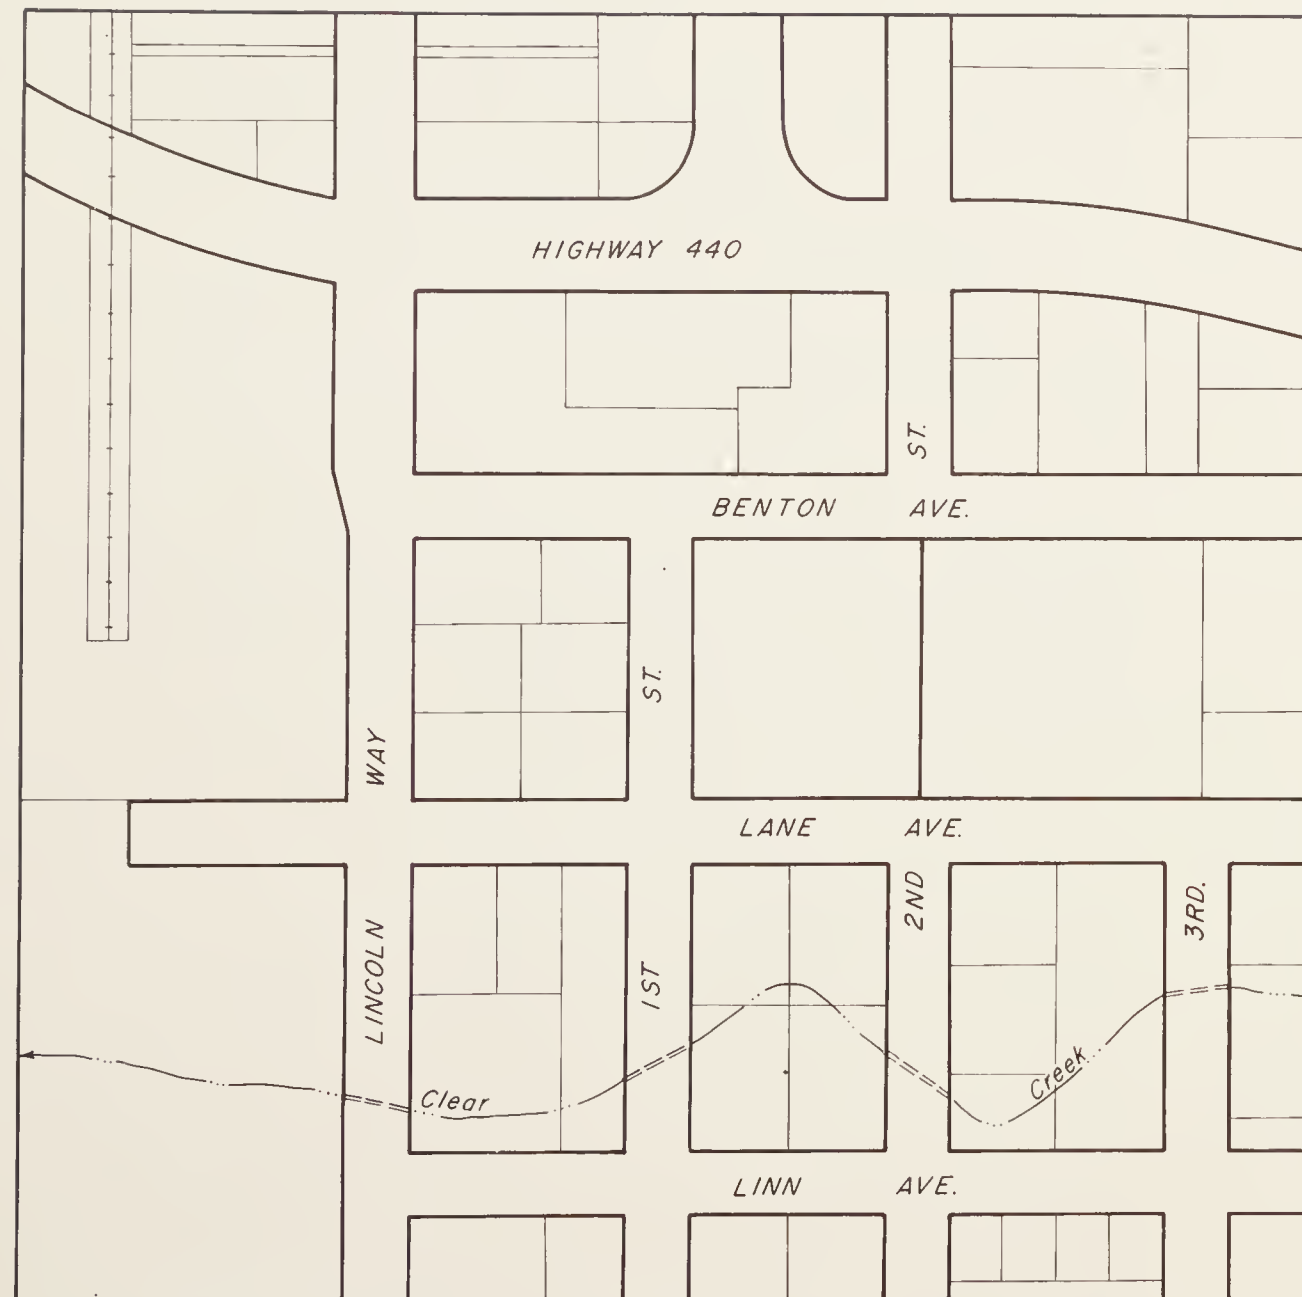 HIGHWAY 440
ST.
BENTON AVE.
ST.
WAY
LANE AVE.
2ND
3RD.
LINCOLN
1ST
Creek
Clear
LINN AVE.